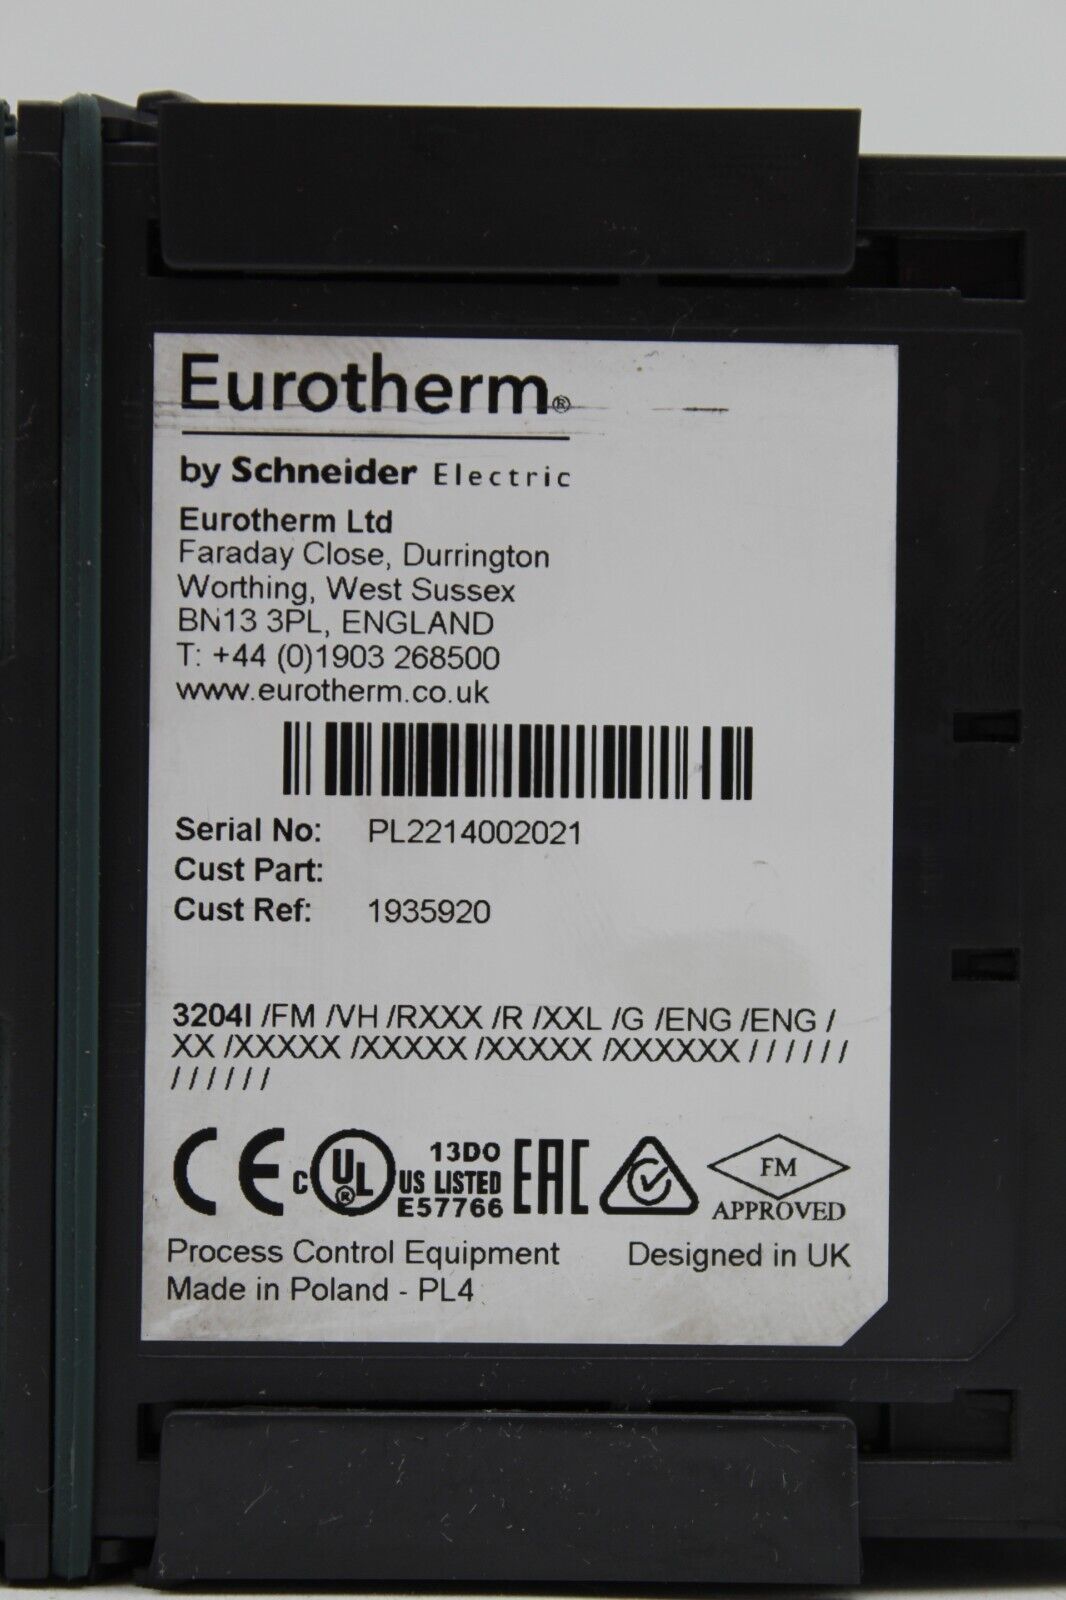 Eurotherm®
by Schneider Electric
Eurotherm Ltd
Faraday Close, Durrington
Worthing, West Sussex
BN13 3PL, ENGLAND
T: +44 (0)1903 268500
www.eurotherm.co.uk
Serial No: PL2214002021
Cust Part:
Cust Ref: 1935920
3204I /FM /VH /RXXX /R /XXL /G /ENG /ENG /
XX /XXXXX /XXXXX /XXXXX /XXXXXX / / / / / /
/ / / / / /
CE c UL® US LISTED 13DO E57766 EAC FM APPROVED
Process Control Equipment Designed in UK
Made in Poland - PL4